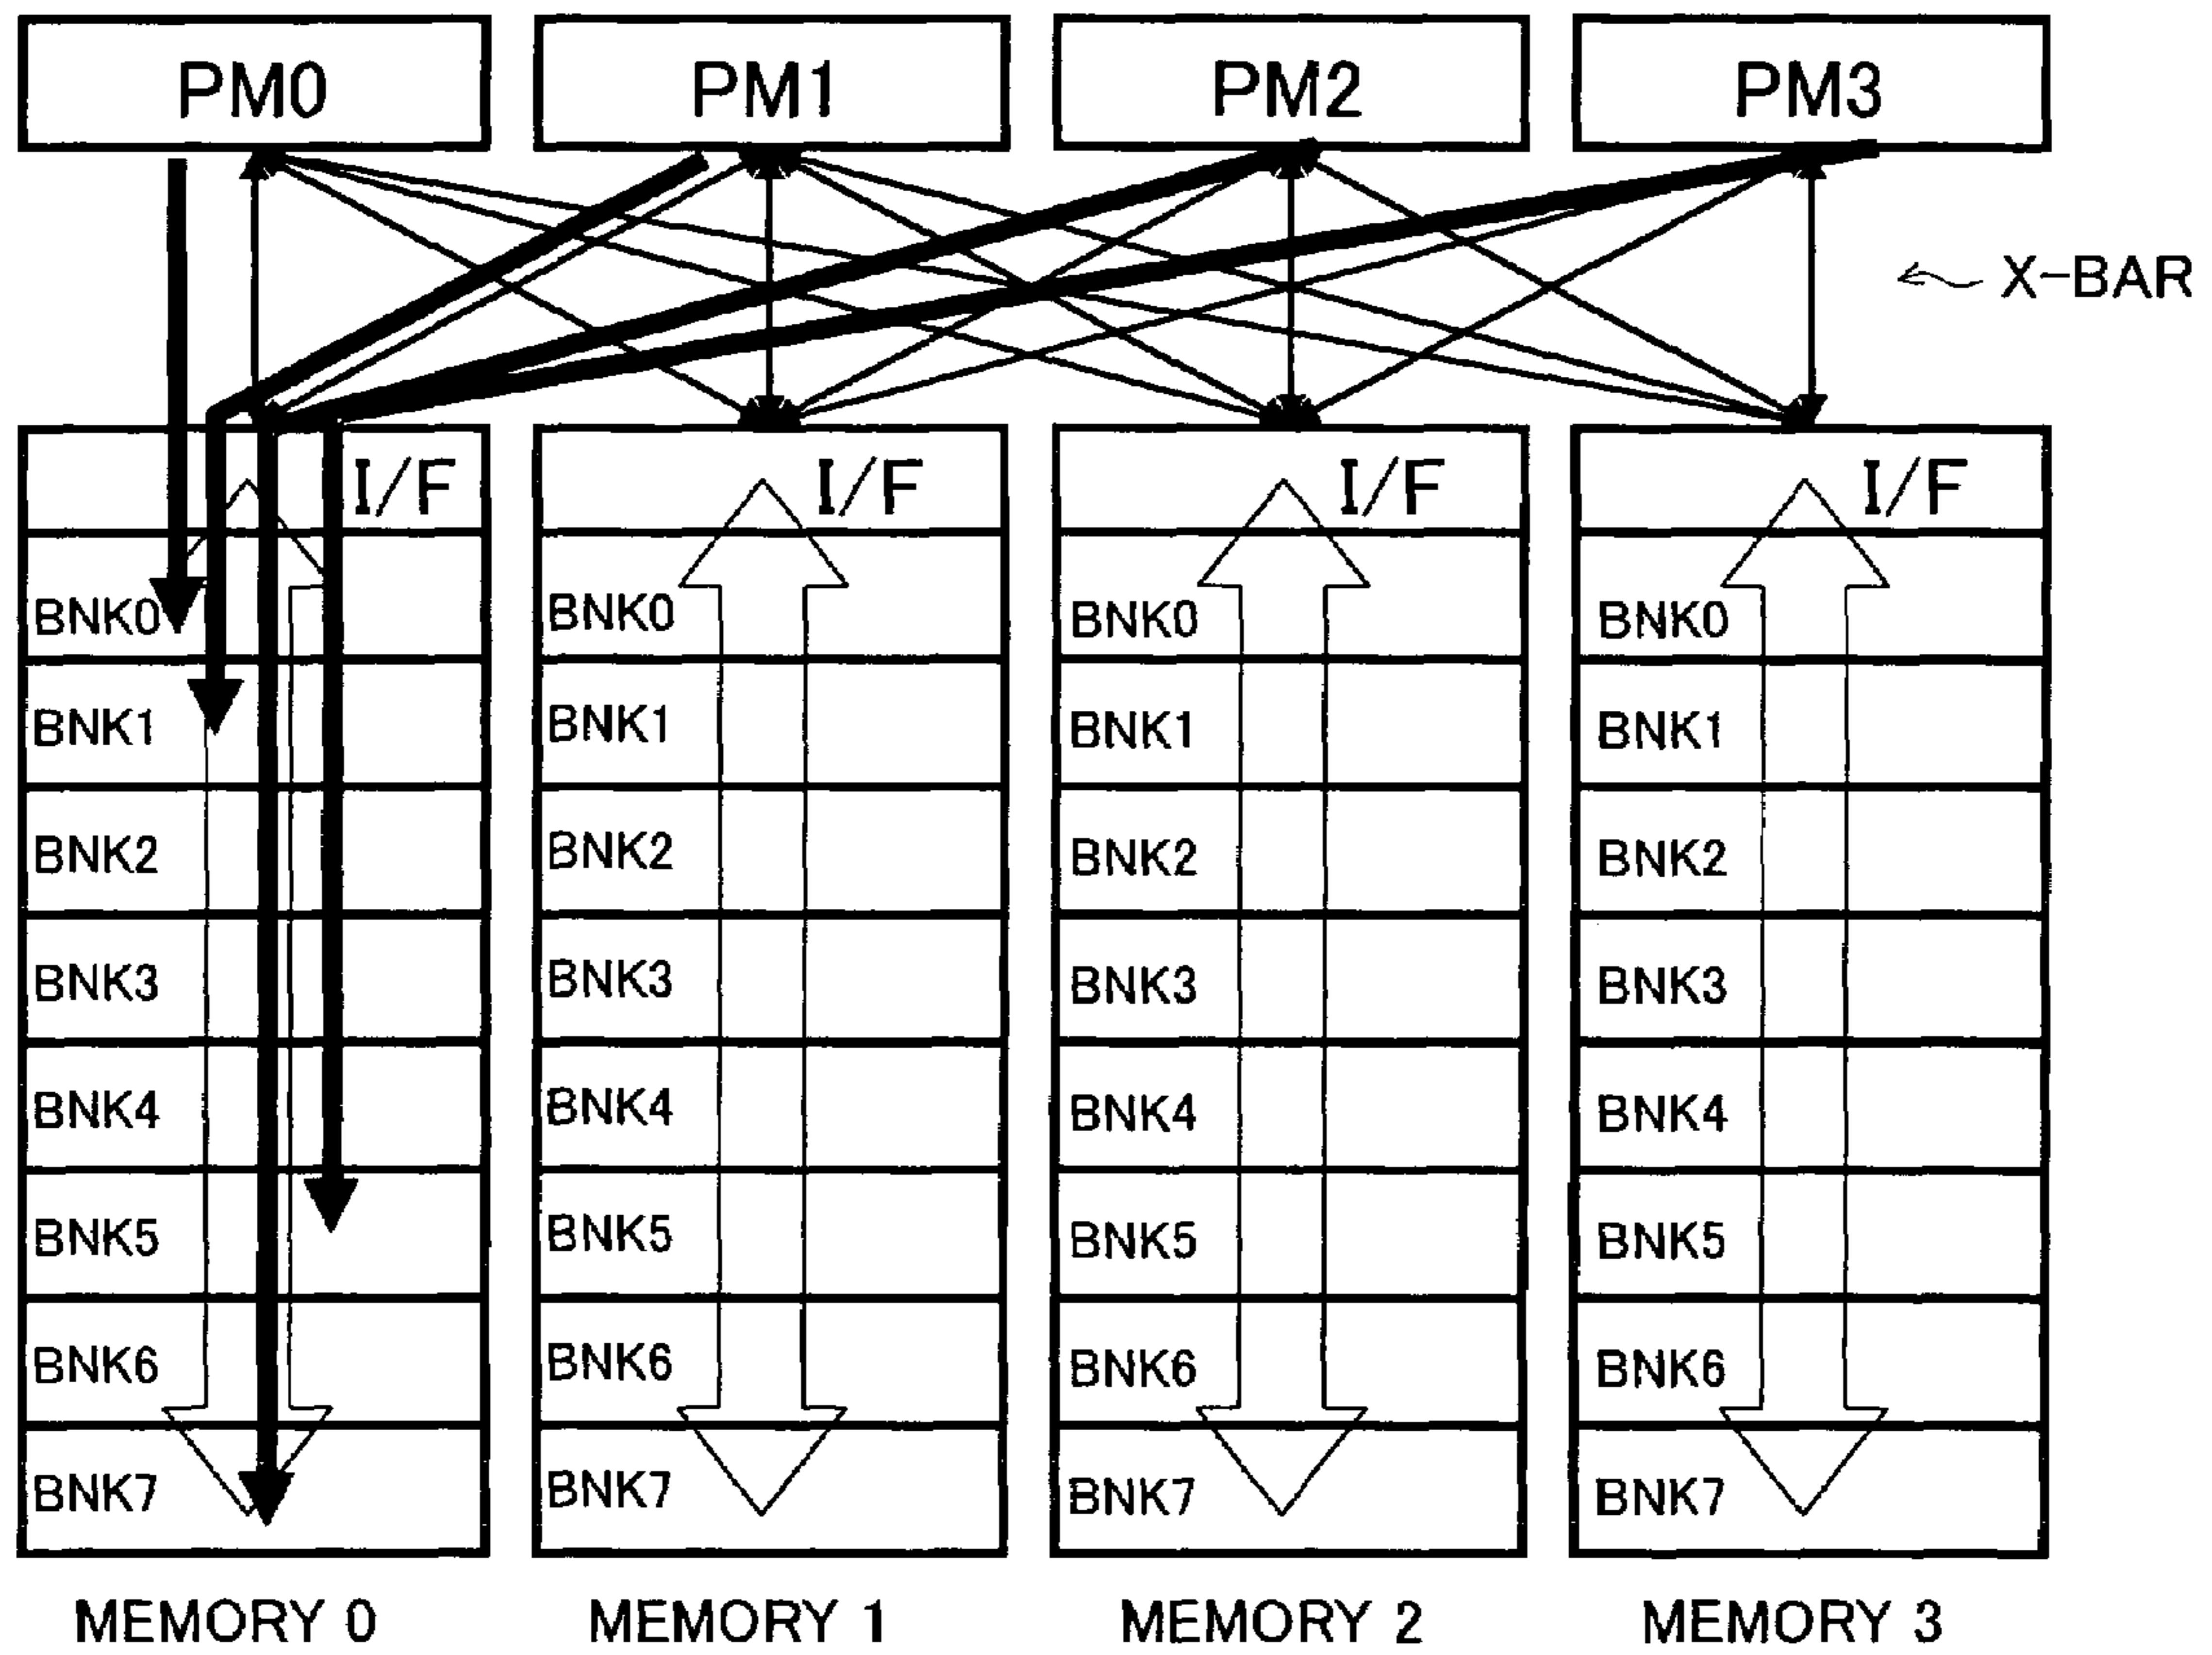 PM0 PM1 PM2 PM3
X-BAR
I/F I/F I/F I/F
BNK0 BNK0 BNK0 BNK0
BNK1 BNK1 BNK1 BNK1
BNK2 BNK2 BNK2 BNK2
BNK3 BNK3 BNK3 BNK3
BNK4 BNK4 BNK4 BNK4
BNK5 BNK5 BNK5 BNK5
BNK6 BNK6 BNK6 BNK6
BNK7 BNK7 BNK7 BNK7
MEMORY 0 MEMORY 1 MEMORY 2 MEMORY 3